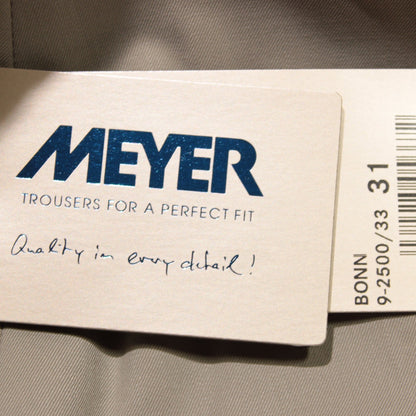 MEYER
TROUSERS FOR A PERFECT FIT
Quality in every detail!
BONN
9-2500/33
31